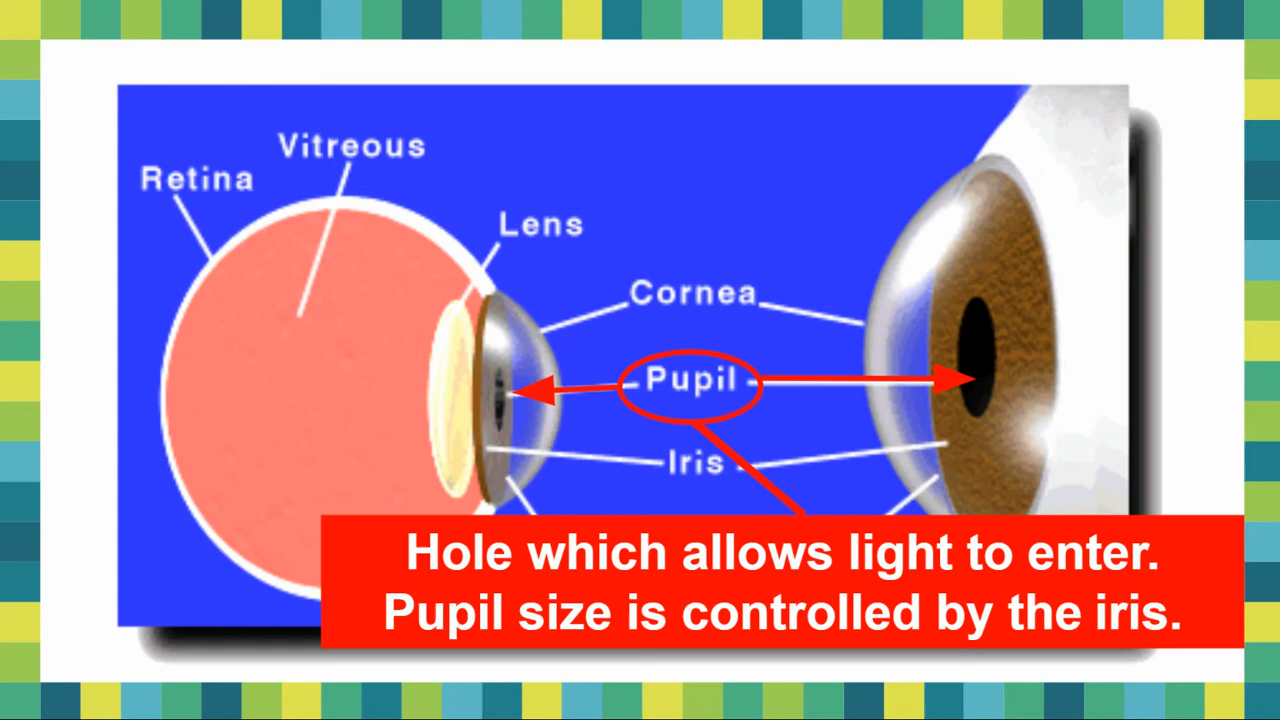 Vitreous
Retina
Lens
Cornea
Pupil
Iris
Hole which allows light to enter.
Pupil size is controlled by the iris.